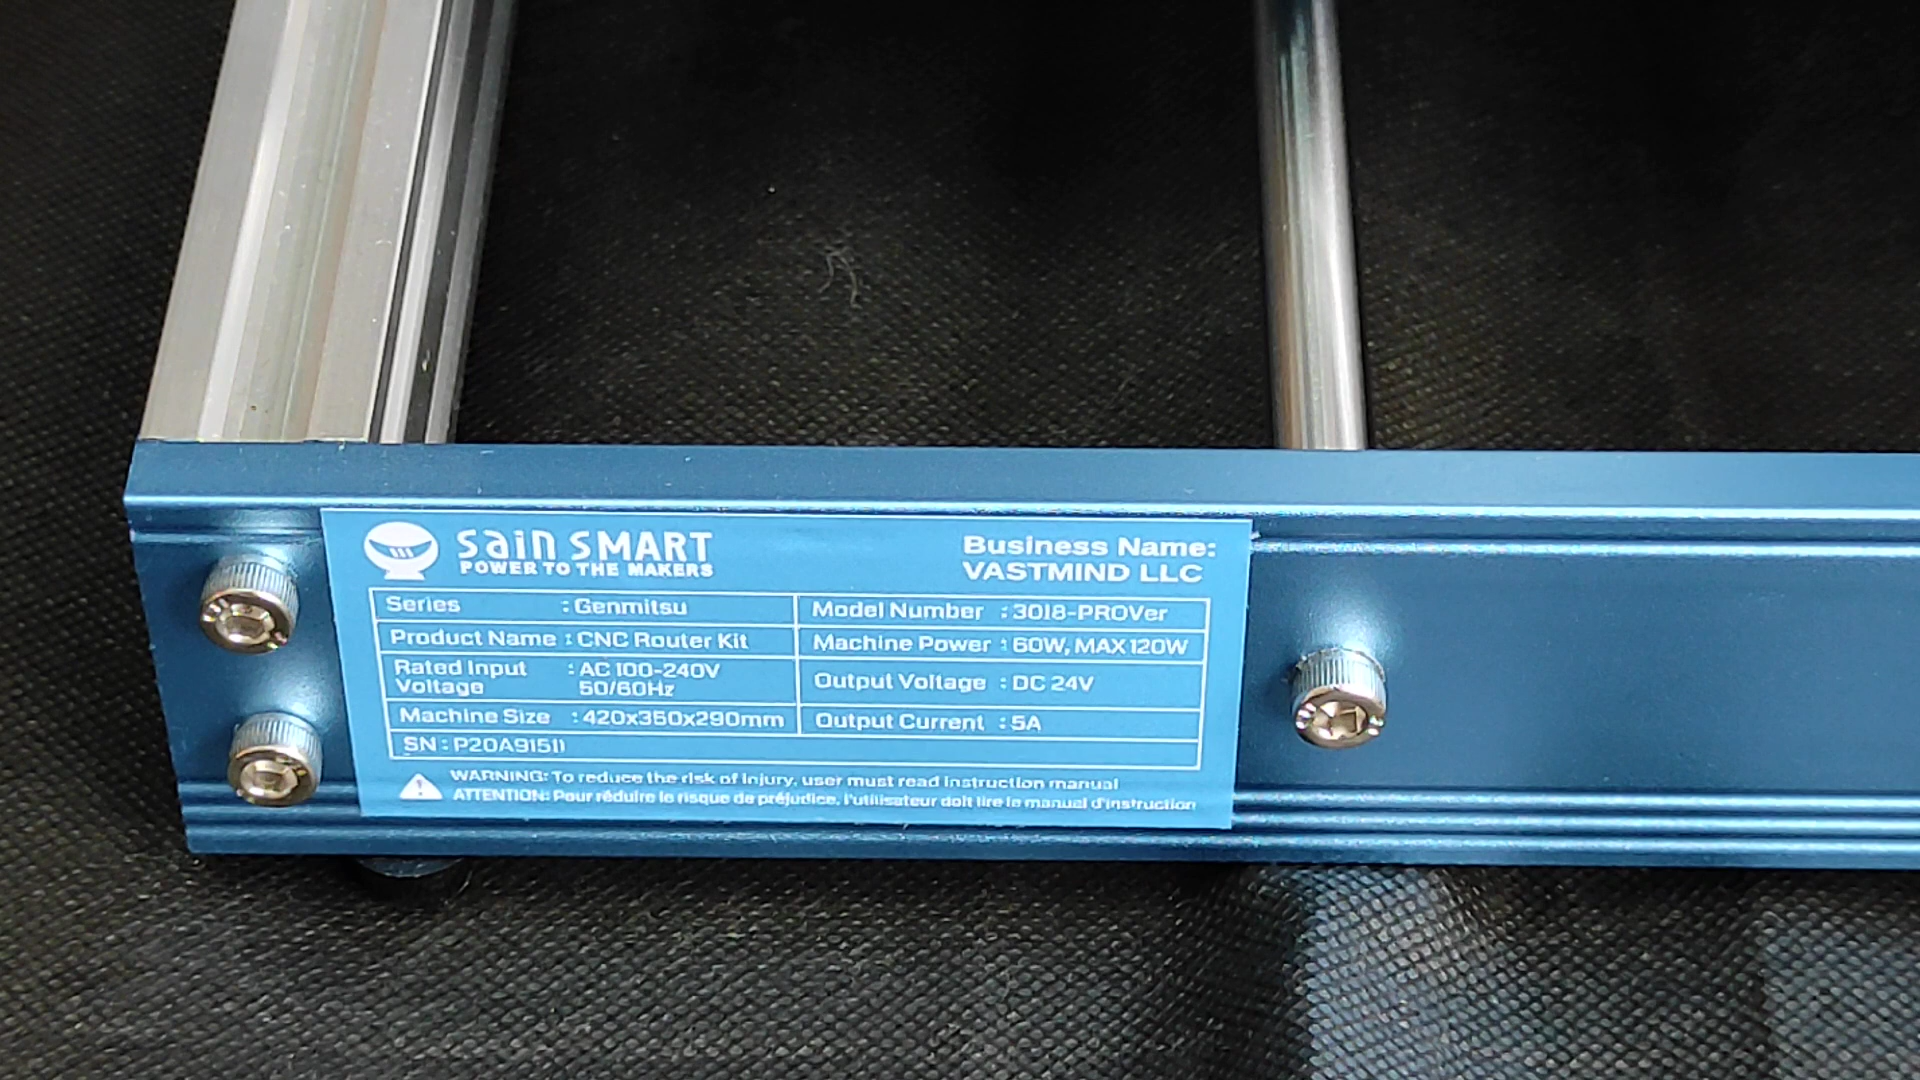 SainSMART
POWER TO THE MAKERS
Business Name:
VASTMIND LLC
Series : Genmitsu
Model Number : 3018-PROVer
Product Name : CNC Router Kit
Machine Power : 60W, MAX 120W
Rated Input Voltage : AC 100-240V 50/60Hz
Output Voltage : DC 24V
Machine Size : 420x350x290mm
Output Current : 5A
SN : P20A91511
WARNING: To reduce the risk of injury, user must read instruction manual
ATTENTION: Pour réduire le risque de préjudice, l'utilisateur doit lire le manuel d'instruction